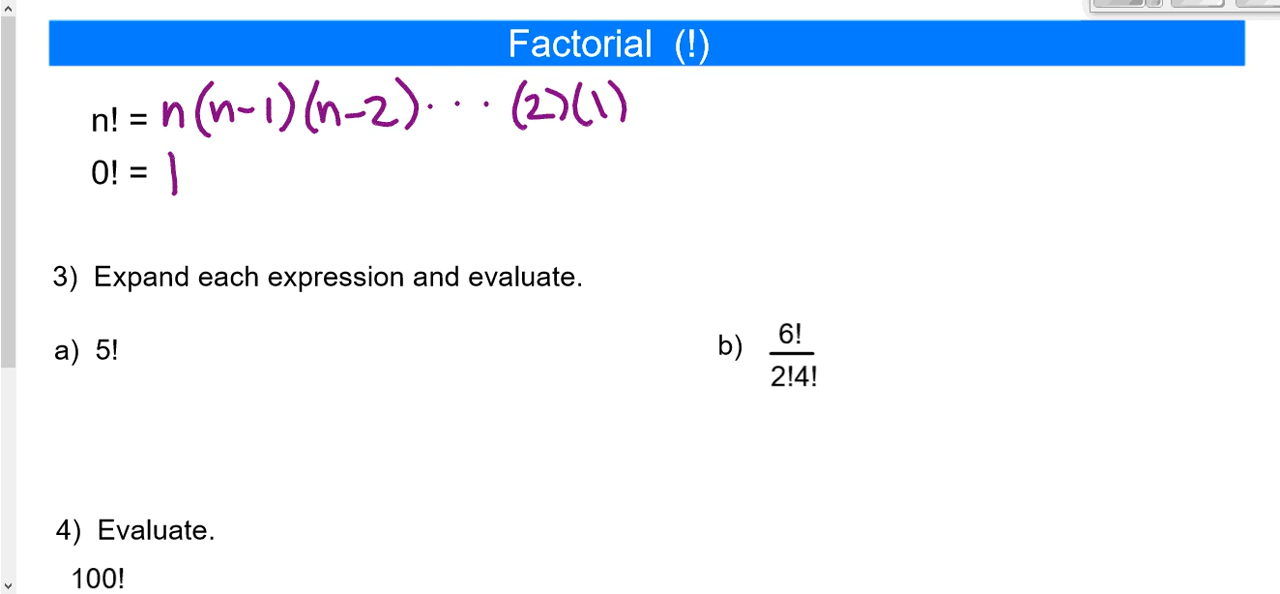 Factorial (!)
n! = n(n-1)(n-2)··· (2)(1)
0! = 1
3) Expand each expression and evaluate.
a) 5!
b) 6!
2!4!
4) Evaluate.
100!